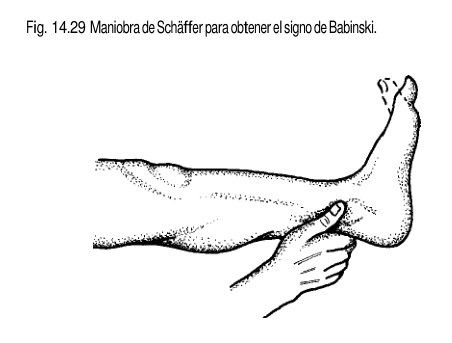 Fig. 14.29 Maniobra de Schäffer para obtener el signo de Babinski.